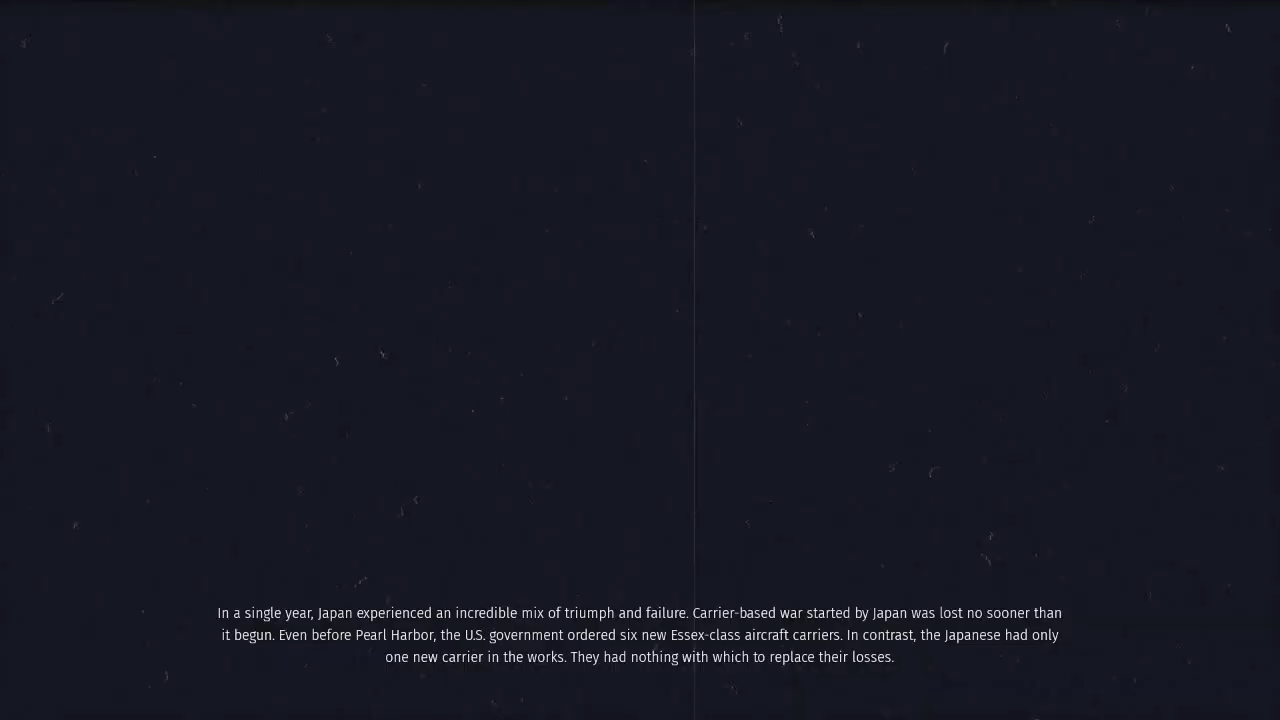 In a single year, Japan experienced an incredible mix of triumph and failure. Carrier-based war started by Japan was lost no sooner than
it begun. Even before Pearl Harbor, the U.S. government ordered six new Essex-class aircraft carriers. In contrast, the Japanese had only
one new carrier in the works. They had nothing with which to replace their losses.